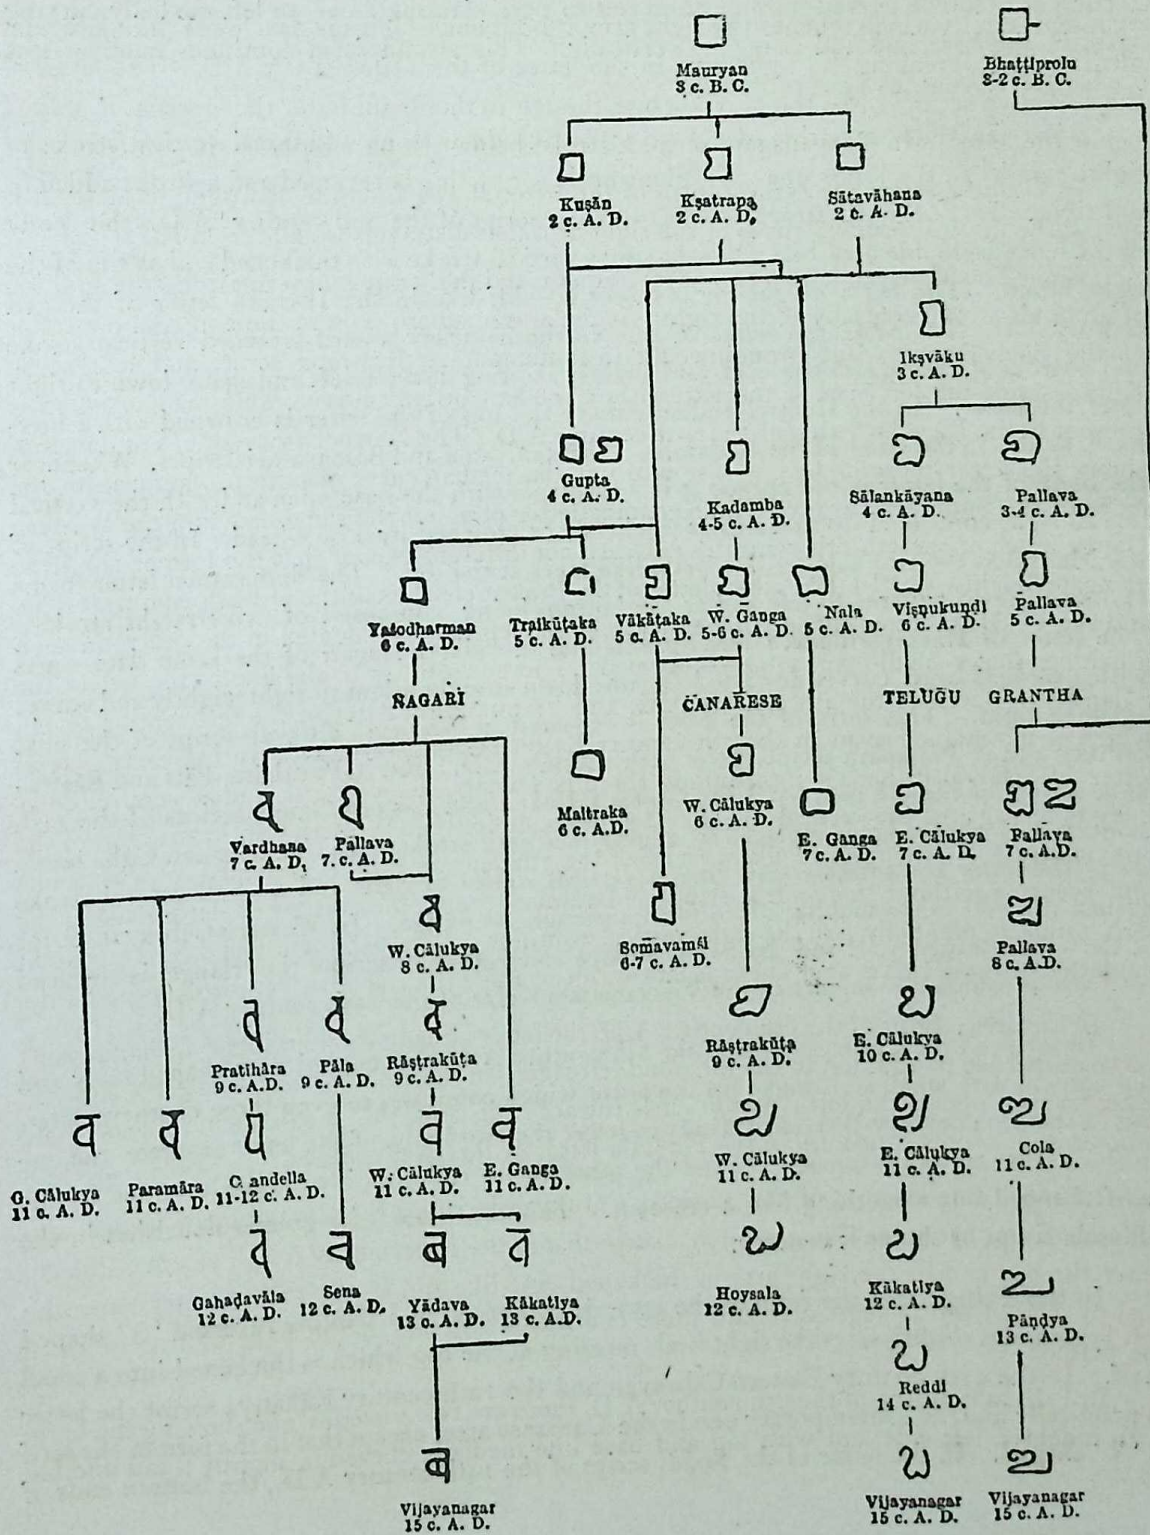 Mauryan
3 c. B. C.
Bhaṭṭiprolu
3-2 c. B. C.
Kuṣān
2 c. A. D.
Kṣatrapa
2 c. A. D.
Sātavāhana
2 c. A. D.
Ikṣvāku
3 c. A. D.
Gupta
4 c. A. D.
Kadamba
4-5 c. A. D.
Sālankāyana
4 c. A. D.
Pallava
3-4 c. A. D.
Yaśodharman
6 c. A. D.
Traikūṭaka
5 c. A. D.
Vākāṭaka
5 c. A. D.
W. Ganga
5-6 c. A. D.
Nala
5 c. A. D.
Viṣṇukundi
6 c. A. D.
Pallava
5 c. A. D.
NAGARI
CANARESE
TELUGU
GRANTHA
Vardhana
7 c. A. D.
Pallava
7. c. A. D.
Maitraka
6 c. A.D.
W. Cālukya
6 c. A. D.
E. Ganga
7 c. A. D.
E. Cālukya
7 c. A. D.
Pallava
7 c. A.D.
W. Cālukya
8 c. A. D.
Somavamśi
6-7 c. A. D.
Pallava
8 c. A.D.
Pratihāra
9 c. A.D.
Pāla
9 c. A. D.
Rāṣṭrakūṭa
9 c. A. D.
Rāṣṭrakūṭa
9 c. A. D.
E. Cālukya
10 c. A. D.
G. Cālukya
11 c. A. D.
Paramāra
11 c. A. D.
C. andella
11-12 c. A. D.
W. Cālukya
11 c. A. D.
E. Ganga
11 c. A. D.
W. Cālukya
11 c. A. D.
E. Cālukya
11 c. A. D.
Cola
11 c. A. D.
Gahaḍavāla
12 c. A. D.
Sena
12 c. A. D.
Yādava
13 c. A. D.
Kākatīya
13 c. A.D.
Hoysala
12 c. A. D.
Kākatīya
12 c. A. D.
Pāṇḍya
13 c. A. D.
Reddi
14 c. A. D.
Vijayanagar
15 c. A. D.
Vijayanagar
15 c. A. D.
Vijayanagar
15 c. A. D.